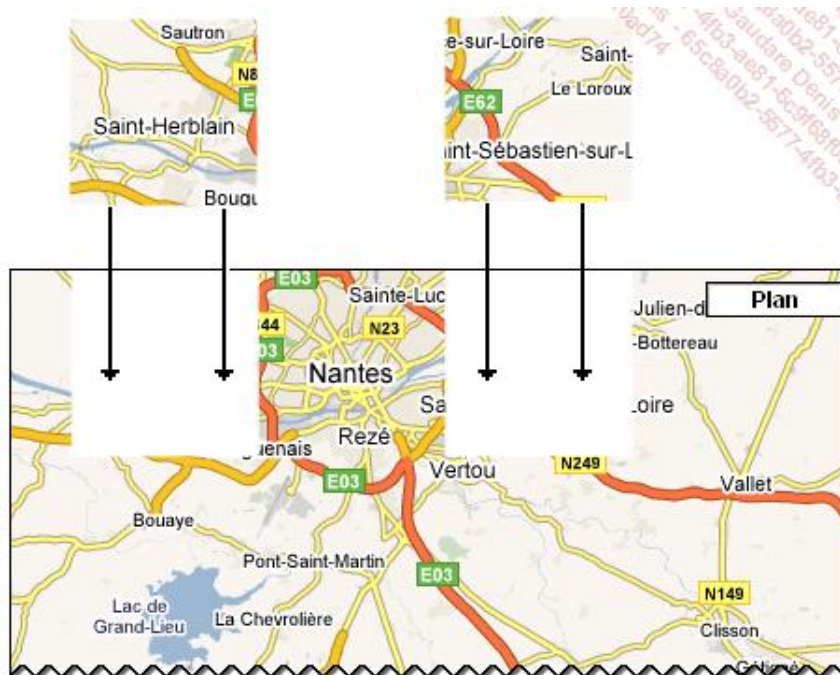 Sautron
N8
E
Saint-Herblain
Bougu
ce-sur-Loire
Saint-
Le Loroux
E62
int-Sébastien-sur-L
E03
Sainte-Luc
Julien-d
Plan
44
N23
03
-Bottereau
Nantes
Sa
Loire
Rezé
guenais
Vertou
N249
E03
Vallet
Bouaye
Pont-Saint-Martin
E03
N149
Lac de
Grand-Lieu
La Chevrolière
Clisson